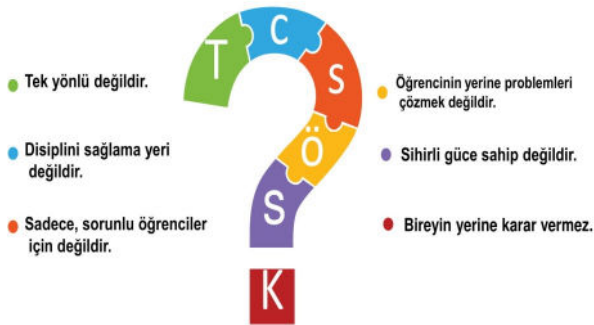 T
C
S
Ö
S
K
Tek yönlü değildir.
Disiplini sağlama yeri
değildir.
Sadece, sorunlu öğrenciler
için değildir.
Öğrencinin yerine problemleri
çözmek değildir.
Sihirli güce sahip değildir.
Bireyin yerine karar vermez.